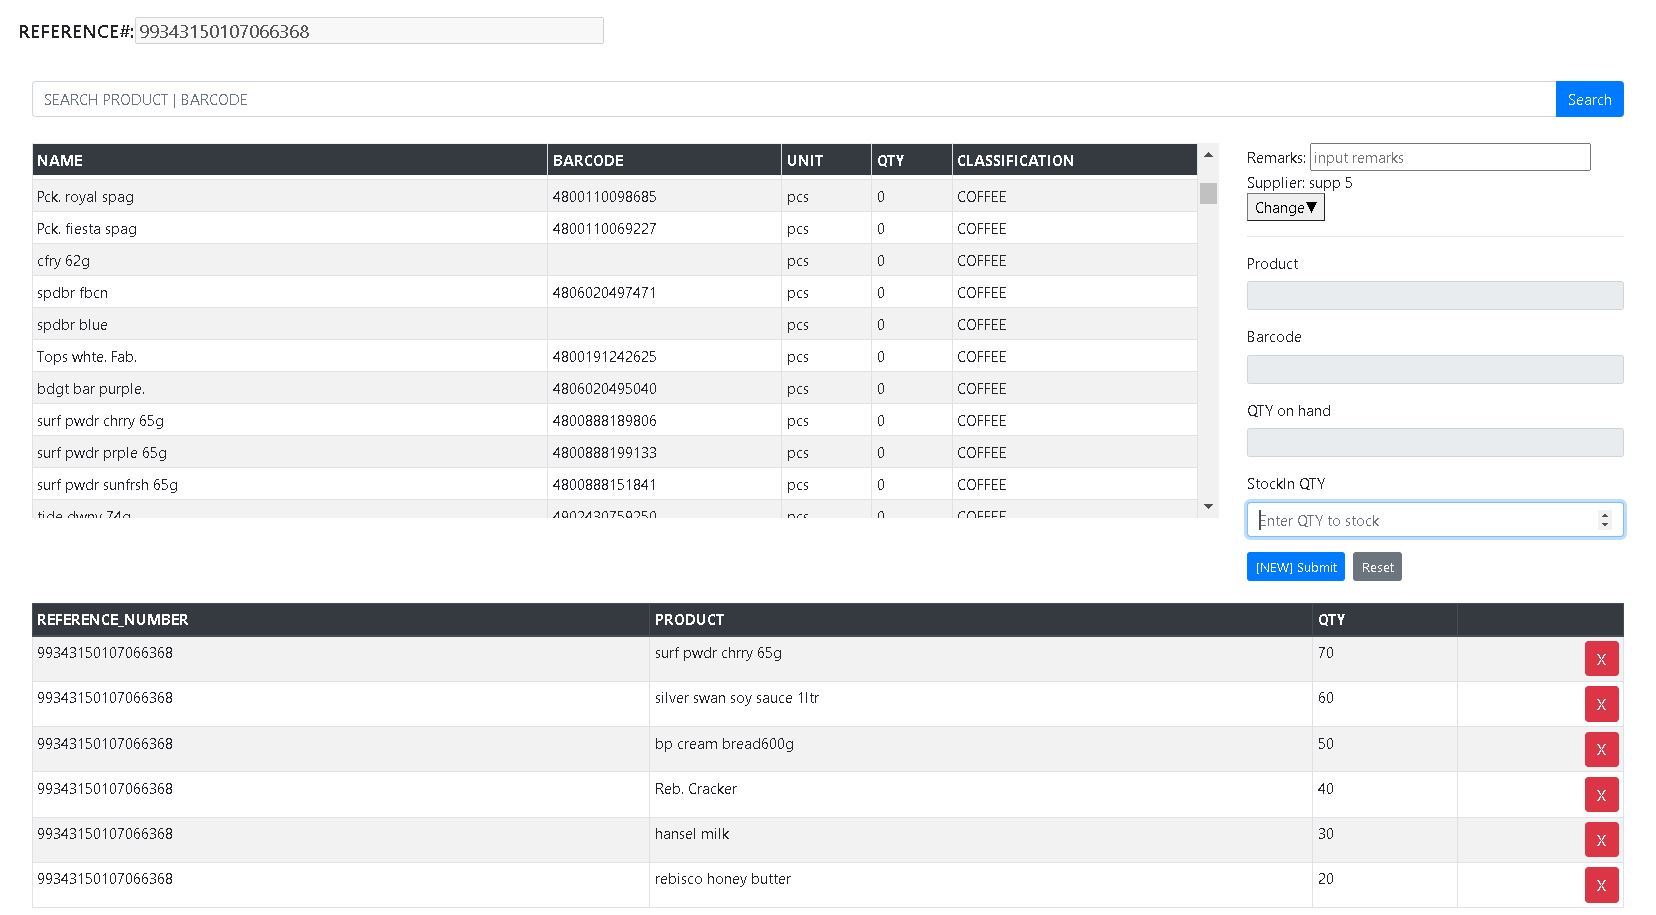 REFERENCE#: 99343150107066368
SEARCH PRODUCT | BARCODE Search
NAME BARCODE UNIT QTY CLASSIFICATION
Pck. royal spag 4800110098685 pcs 0 COFFEE
Pck. fiesta spag 4800110069227 pcs 0 COFFEE
cfry 62g pcs 0 COFFEE
spdbr fbcn 4806020497471 pcs 0 COFFEE
spdbr blue pcs 0 COFFEE
Tops whte. Fab. 4800191242625 pcs 0 COFFEE
bdgt bar purple. 4806020495040 pcs 0 COFFEE
surf pwdr chrry 65g 4800888189806 pcs 0 COFFEE
surf pwdr prple 65g 4800888199133 pcs 0 COFFEE
surf pwdr sunfrsh 65g 4800888151841 pcs 0 COFFEE
tide dwny 74g 4902430759250 pcs 0 COFFEE
Remarks: input remarks
Supplier: supp 5
Change▼
Product
Barcode
QTY on hand
StockIn QTY
Enter QTY to stock
[NEW] Submit Reset
REFERENCE_NUMBER PRODUCT QTY
99343150107066368 surf pwdr chrry 65g 70 X
99343150107066368 silver swan soy sauce 1ltr 60 X
99343150107066368 bp cream bread600g 50 X
99343150107066368 Reb. Cracker 40 X
99343150107066368 hansel milk 30 X
99343150107066368 rebisco honey butter 20 X